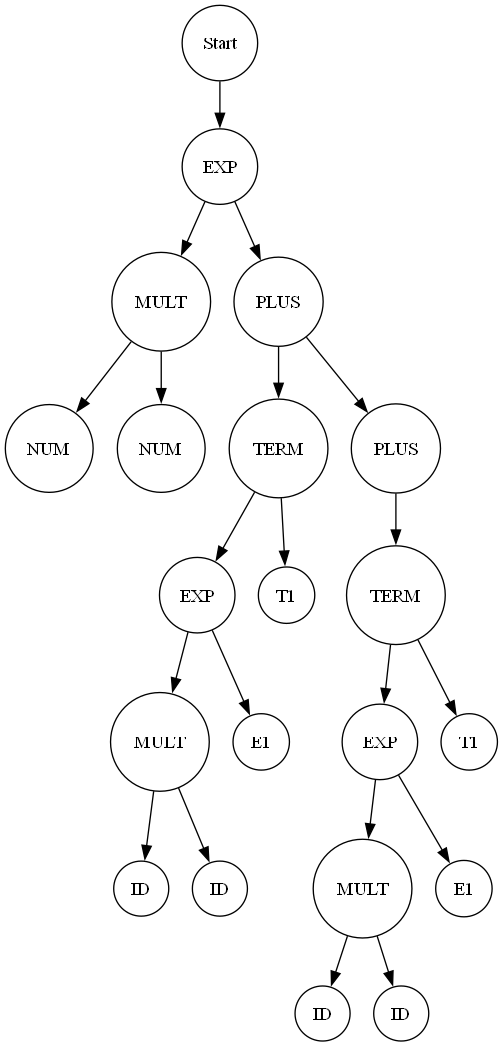 Start
EXP
MULT
PLUS
NUM
NUM
TERM
PLUS
EXP
T1
TERM
MULT
E1
EXP
T1
ID
ID
MULT
E1
ID
ID